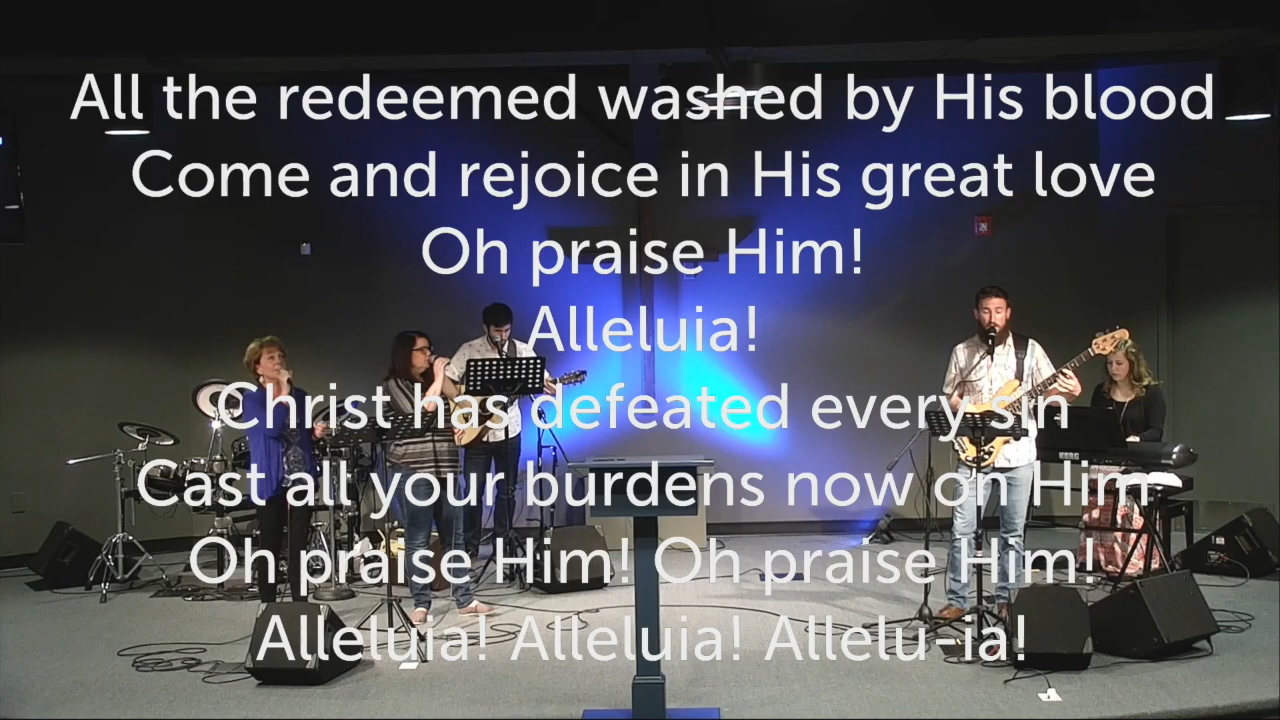 All the redeemed washed by His blood
Come and rejoice in His great love
Oh praise Him!
Alleluia!
Christ has defeated every sin
Cast all your burdens now on Him
Oh praise Him! Oh praise Him!
Alleluia! Alleluia! Allelu-ia!
KORG